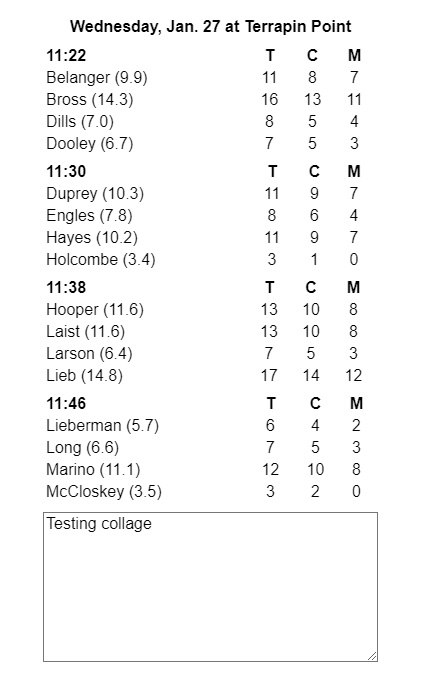 Wednesday, Jan. 27 at Terrapin Point
11:22 T C M
Belanger (9.9) 11 8 7
Bross (14.3) 16 13 11
Dills (7.0) 8 5 4
Dooley (6.7) 7 5 3
11:30 T C M
Duprey (10.3) 11 9 7
Engles (7.8) 8 6 4
Hayes (10.2) 11 9 7
Holcombe (3.4) 3 1 0
11:38 T C M
Hooper (11.6) 13 10 8
Laist (11.6) 13 10 8
Larson (6.4) 7 5 3
Lieb (14.8) 17 14 12
11:46 T C M
Lieberman (5.7) 6 4 2
Long (6.6) 7 5 3
Marino (11.1) 12 10 8
McCloskey (3.5) 3 2 0
Testing collage